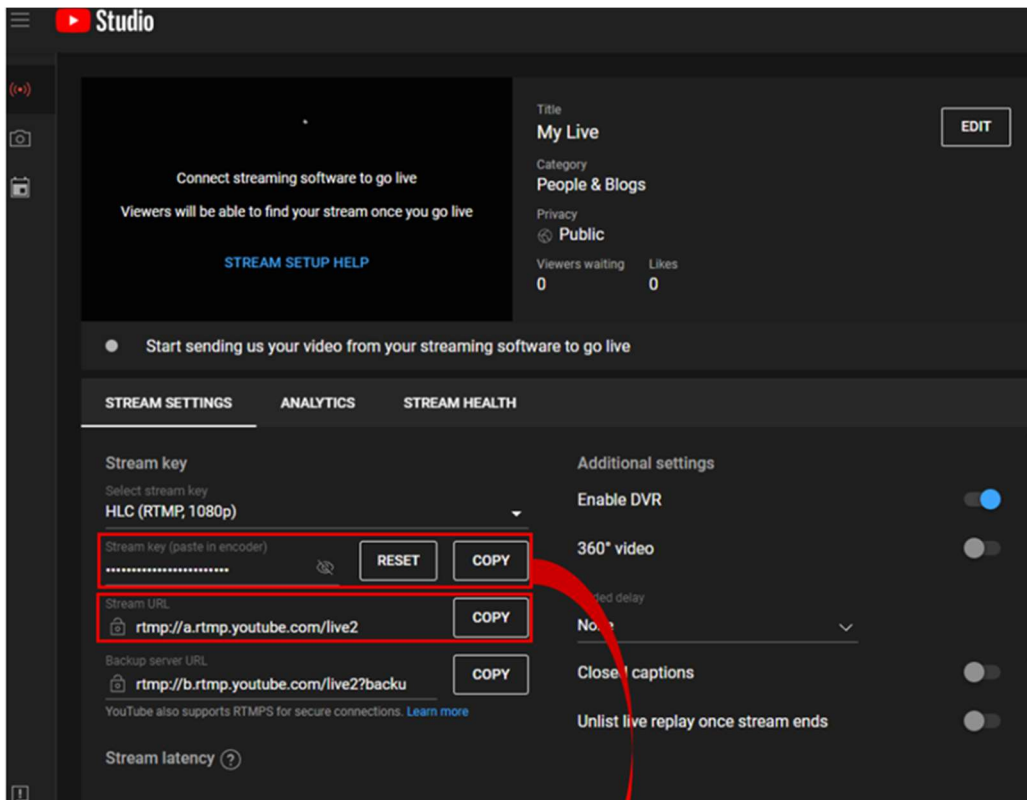 Studio
Connect streaming software to go live
Viewers will be able to find your stream once you go live
STREAM SETUP HELP
Title
My Live
EDIT
Category
People & Blogs
Privacy
Public
Viewers waiting Likes
0 0
Start sending us your video from your streaming software to go live
STREAM SETTINGS ANALYTICS STREAM HEALTH
Stream key
Select stream key
HLC (RTMP, 1080p)
Stream key (paste in encoder)
•••••••••••••••••••••••• RESET COPY
Stream URL
rtmp://a.rtmp.youtube.com/live2 COPY
Backup server URL
rtmp://b.rtmp.youtube.com/live2?backu COPY
YouTube also supports RTMPS for secure connections. Learn more
Stream latency ?
Additional settings
Enable DVR
360° video
delay
None
Closed captions
Unlist live replay once stream ends